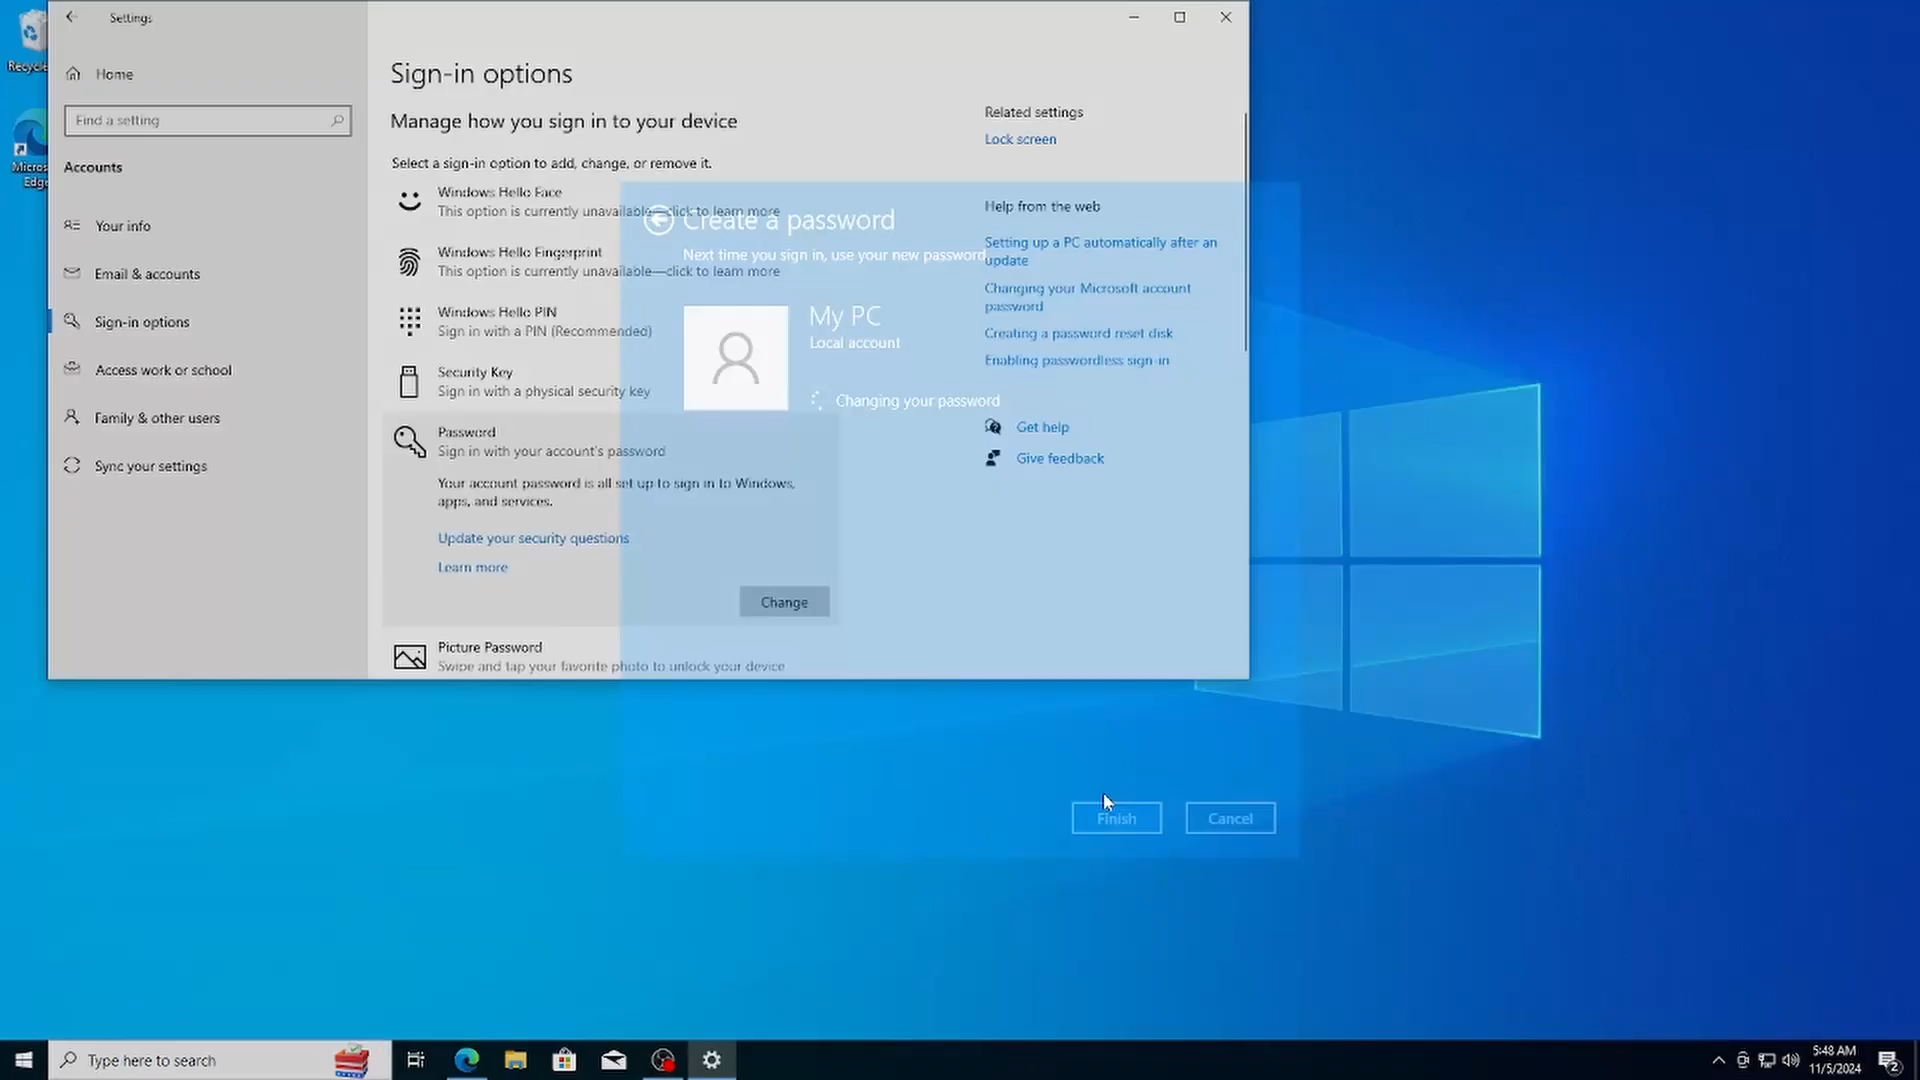 Recycle
Micros
Edge
Settings
Home
Find a setting
Accounts
Your info
Email & accounts
Sign-in options
Access work or school
Family & other users
Sync your settings
Sign-in options
Manage how you sign in to your device
Select a sign-in option to add, change, or remove it.
Windows Hello Face
This option is currently unavailable—click to learn more
Windows Hello Fingerprint
This option is currently unavailable—click to learn more
Windows Hello PIN
Sign in with a PIN (Recommended)
Security Key
Sign in with a physical security key
Password
Sign in with your account's password
Your account password is all set up to sign in to Windows,
apps, and services.
Update your security questions
Learn more
Change
Picture Password
Swipe and tap your favorite photo to unlock your device
Related settings
Lock screen
Help from the web
Setting up a PC automatically after an
update
Changing your Microsoft account
password
Creating a password reset disk
Enabling passwordless sign-in
Get help
Give feedback
Create a password
Next time you sign in, use your new password.
My PC
Local account
Changing your password
Finish
Cancel
Type here to search
5:48 AM
11/5/2024
2